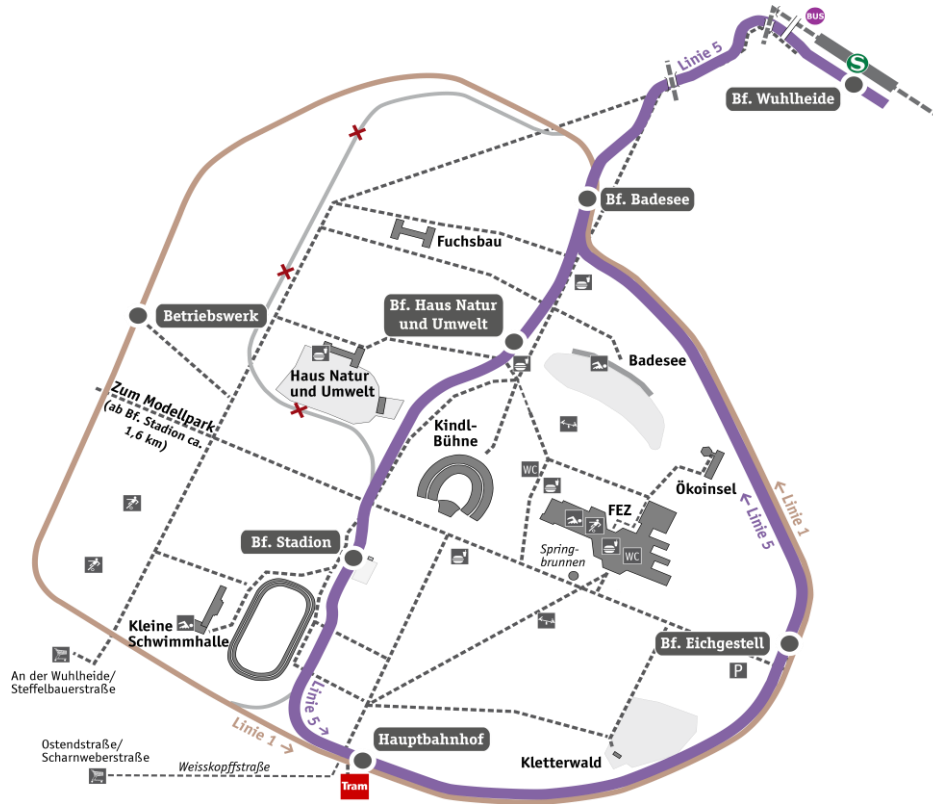 BUS
Linie 5
S
Bf. Wuhlheide
Bf. Badesee
Fuchsbau
Bf. Haus Natur
und Umwelt
Betriebswerk
Badesee
Haus Natur
und Umwelt
Zum Modellpark
(ab Bf. Stadion ca.
1,6 km)
Kindl-
Bühne
WC
Ökoinsel
← Linie 1
← Linie 5
FEZ
Bf. Stadion
Spring-
brunnen
WC
Kleine
Schwimmhalle
Bf. Eichgestell
P
An der Wuhlheide/
Steffelbauerstraße
Linie 5 →
Linie 1 →
Hauptbahnhof
Ostendstraße/
Scharnweberstraße
Weisskopffstraße
Kletterwald
Tram